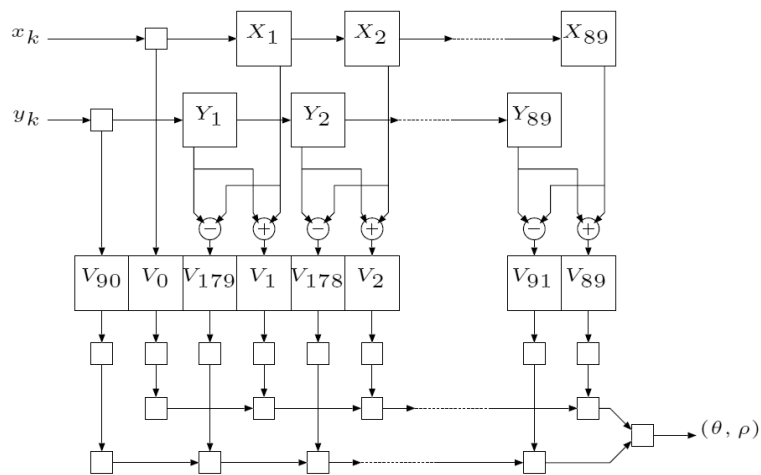 x_k X_1 X_2 X_89
y_k Y_1 Y_2 Y_89
− + − + − +
V_90 V_0 V_179 V_1 V_178 V_2 V_91 V_89
(θ, ρ)